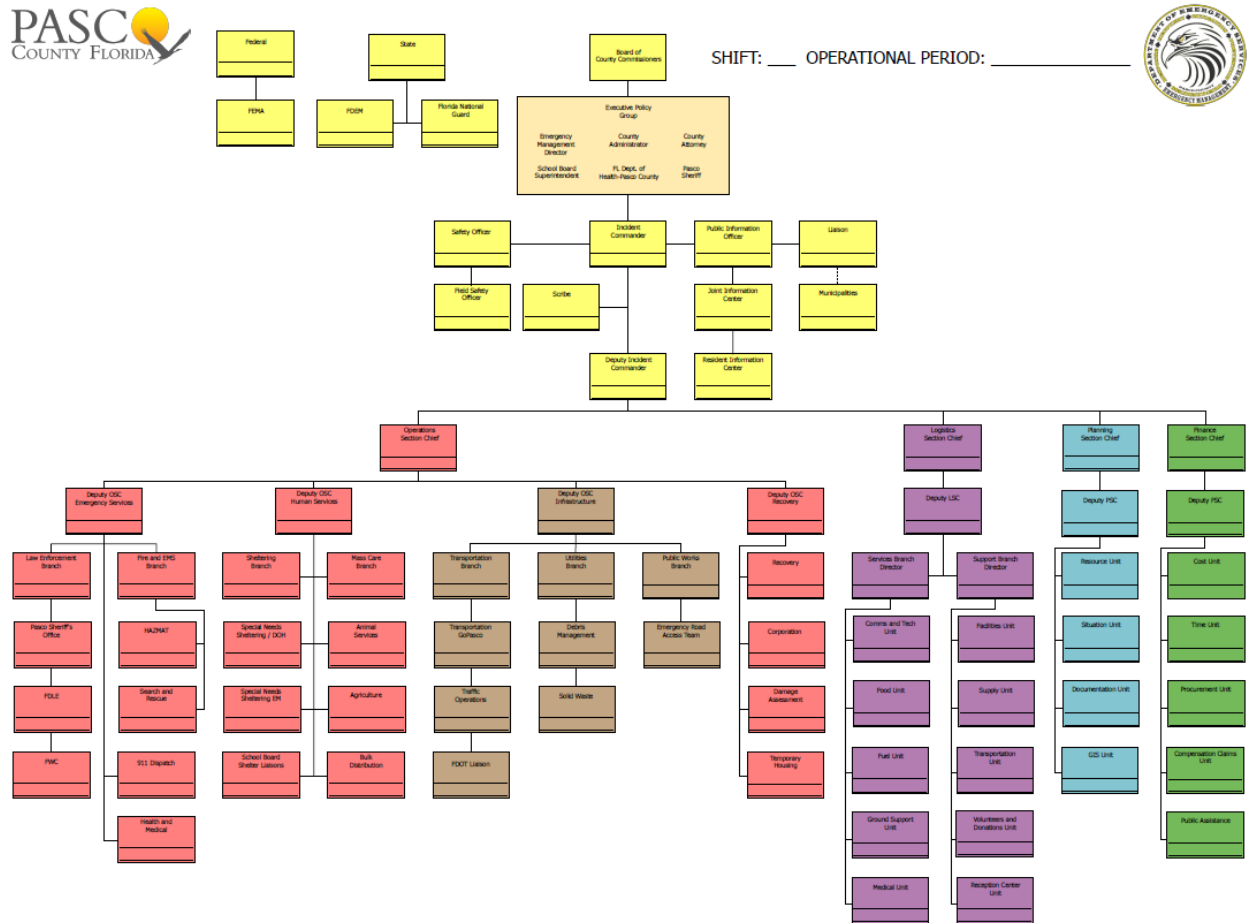 PASCO
COUNTY FLORIDA
Federal
State
Board of
County Commissioners
SHIFT: ___ OPERATIONAL PERIOD: ______________
DEPARTMENT OF EMERGENCY SERVICES
EMERGENCY MANAGEMENT
FEMA
FDEM
Florida National
Guard
Executive Policy
Group
Emergency
Management
Director
County
Administrator
County
Attorney
School Board
Superintendent
FL Dept. of
Health-Pasco County
Pasco
Sheriff
Safety Officer
Incident
Commander
Public Information
Officer
Liaison
Field Safety
Officer
Scribe
Joint Information
Center
Municipalities
Deputy Incident
Commander
Resident Information
Center
Operations
Section Chief
Logistics
Section Chief
Planning
Section Chief
Finance
Section Chief
Deputy OSC
Emergency Services
Deputy OSC
Human Services
Deputy OSC
Infrastructure
Deputy OSC
Recovery
Deputy LSC
Deputy PSC
Deputy FSC
Law Enforcement
Branch
Fire and EMS
Branch
Sheltering
Branch
Mass Care
Branch
Transportation
Branch
Utilities
Branch
Public Works
Branch
Recovery
Services Branch
Director
Support Branch
Director
Resource Unit
Cost Unit
Pasco Sheriff's
Office
HAZMAT
Special Needs
Sheltering / DOH
Animal
Services
Transportation
GoPasco
Debris
Management
Emergency Road
Access Team
Corporation
Comms and Tech
Unit
Facilities Unit
Situation Unit
Time Unit
FDLE
Search and
Rescue
Special Needs
Sheltering EM
Agriculture
Traffic
Operations
Solid Waste
Damage
Assessment
Food Unit
Supply Unit
Documentation Unit
Procurement Unit
FWC
911 Dispatch
School Board
Shelter Liaisons
Bulk
Distribution
FDOT Liaison
Temporary
Housing
Fuel Unit
Transportation
Unit
GIS Unit
Compensation Claims
Unit
Health and
Medical
Ground Support
Unit
Volunteers and
Donations Unit
Public Assistance
Medical Unit
Reception Center
Unit